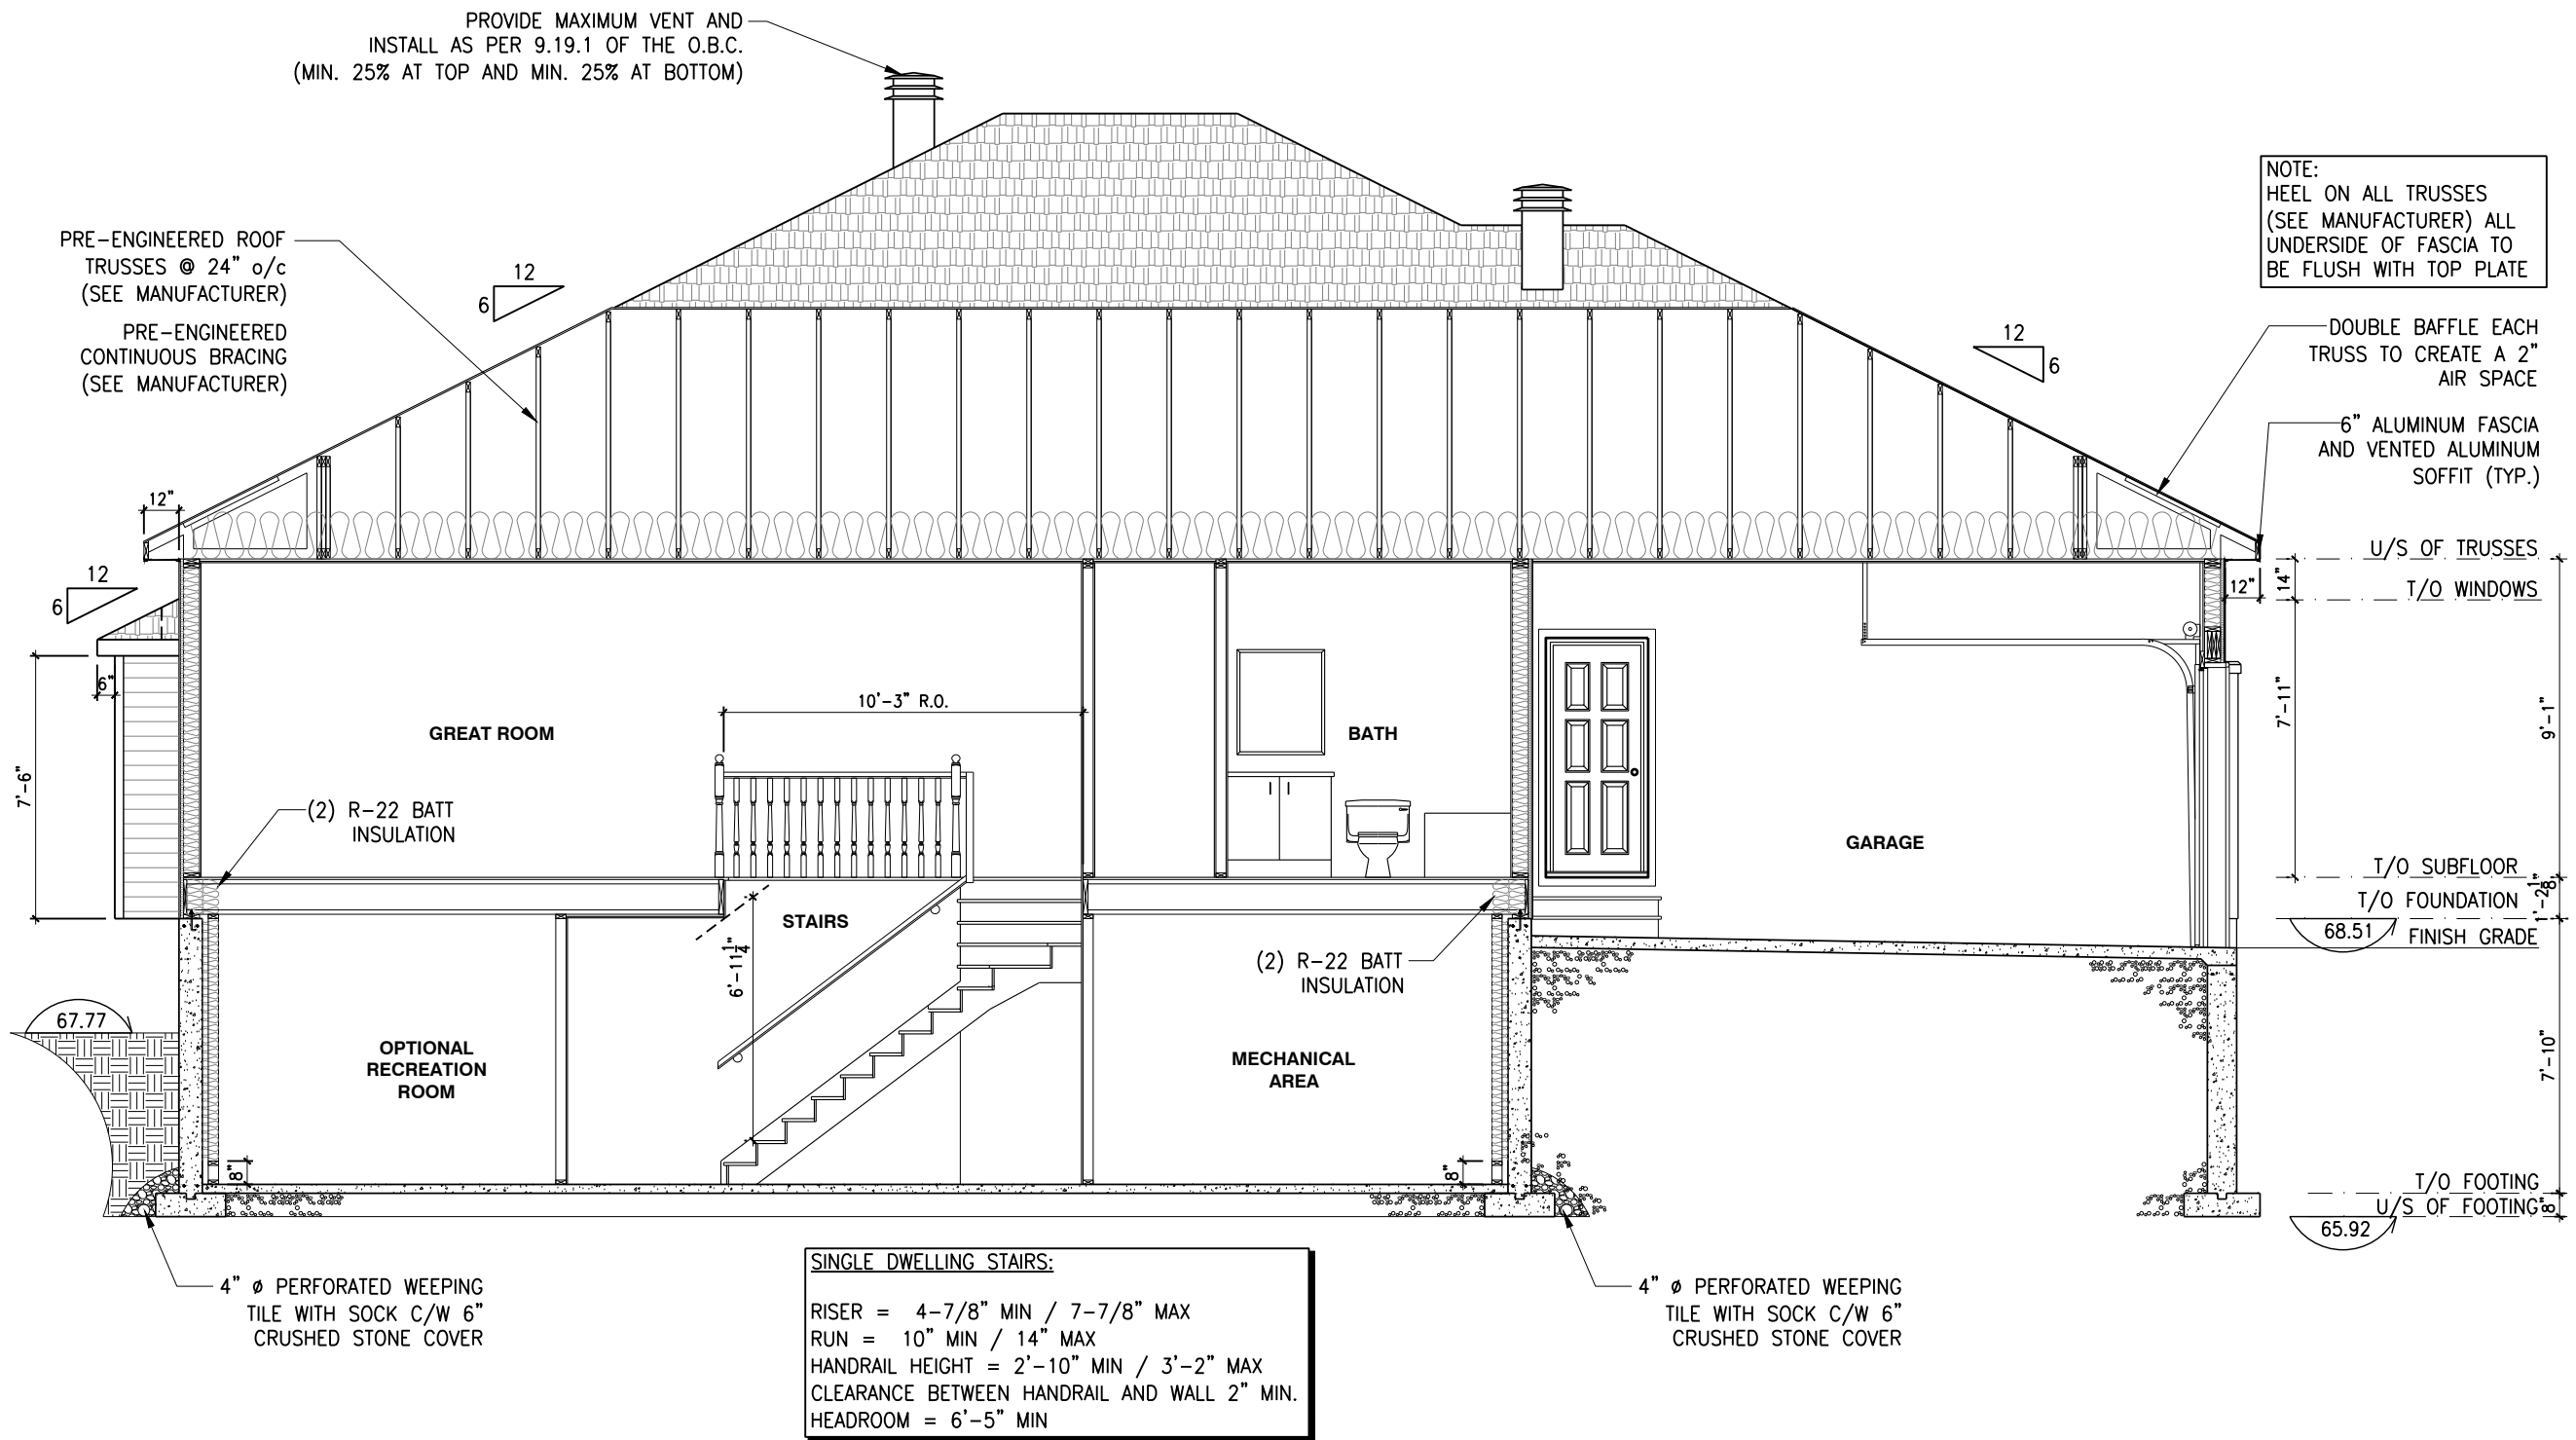 PROVIDE MAXIMUM VENT AND
INSTALL AS PER 9.19.1 OF THE O.B.C.
(MIN. 25% AT TOP AND MIN. 25% AT BOTTOM)
NOTE:
HEEL ON ALL TRUSSES
(SEE MANUFACTURER) ALL
UNDERSIDE OF FASCIA TO
BE FLUSH WITH TOP PLATE
PRE-ENGINEERED ROOF
TRUSSES @ 24" o/c
(SEE MANUFACTURER)
PRE-ENGINEERED
CONTINUOUS BRACING
(SEE MANUFACTURER)
12
6
12
6
DOUBLE BAFFLE EACH
TRUSS TO CREATE A 2"
AIR SPACE
6" ALUMINUM FASCIA
AND VENTED ALUMINUM
SOFFIT (TYP.)
12"
12
6
U/S OF TRUSSES
12"
14"
T/O WINDOWS
6"
7'-6"
10'-3" R.O.
GREAT ROOM
BATH
7'-11"
9'-1"
(2) R-22 BATT
INSULATION
GARAGE
T/O SUBFLOOR
1'-2 1/8"
T/O FOUNDATION
STAIRS
68.51
FINISH GRADE
6'-11 1/4"
(2) R-22 BATT
INSULATION
67.77
OPTIONAL
RECREATION
ROOM
MECHANICAL
AREA
7'-10"
8"
8"
T/O FOOTING
U/S OF FOOTING
8"
65.92
4" ø PERFORATED WEEPING
TILE WITH SOCK C/W 6"
CRUSHED STONE COVER
SINGLE DWELLING STAIRS:
RISER = 4-7/8" MIN / 7-7/8" MAX
RUN = 10" MIN / 14" MAX
HANDRAIL HEIGHT = 2'-10" MIN / 3'-2" MAX
CLEARANCE BETWEEN HANDRAIL AND WALL 2" MIN.
HEADROOM = 6'-5" MIN
4" ø PERFORATED WEEPING
TILE WITH SOCK C/W 6"
CRUSHED STONE COVER